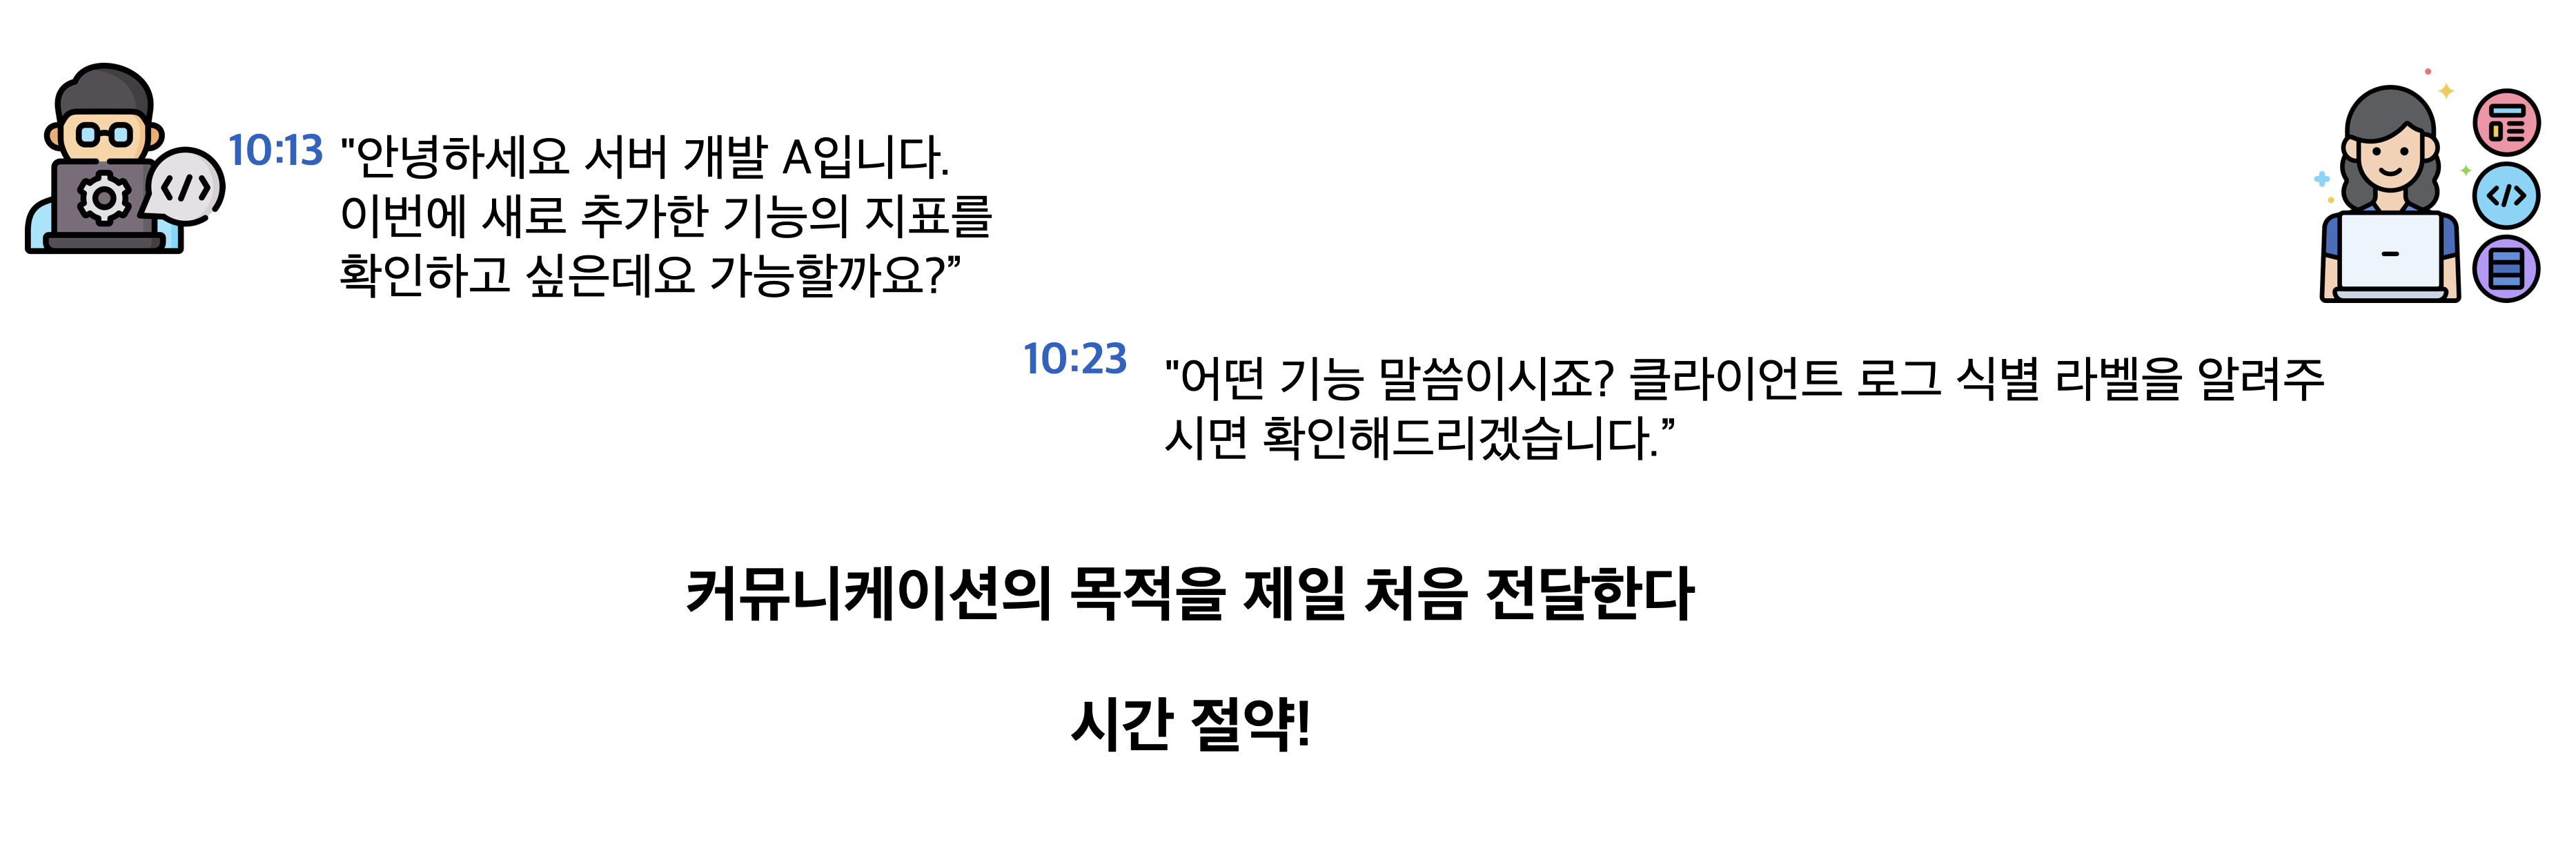 10:13
"안녕하세요 서버 개발 A입니다.
이번에 새로 추가한 기능의 지표를
확인하고 싶은데요 가능할까요?”
10:23
"어떤 기능 말씀이시죠? 클라이언트 로그 식별 라벨을 알려주
시면 확인해드리겠습니다.”
커뮤니케이션의 목적을 제일 처음 전달한다
시간 절약!